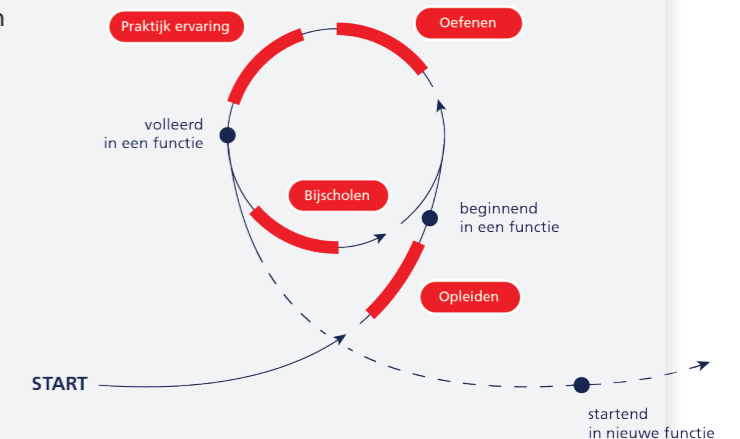 n
Praktijk ervaring
Oefenen
volleerd
in een functie
Bijscholen
beginnend
in een functie
Opleiden
START
startend
in nieuwe functie